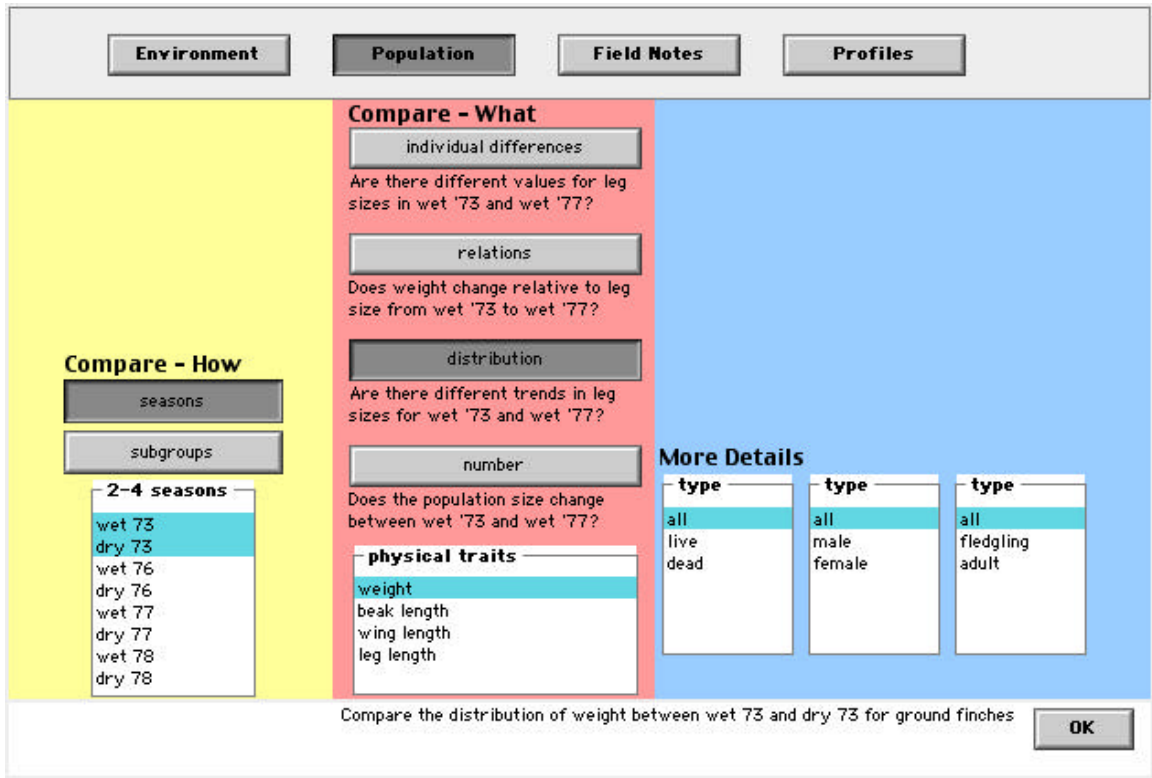 Environment
Population
Field Notes
Profiles
Compare - How
seasons
subgroups
2-4 seasons
wet 73
dry 73
wet 76
dry 76
wet 77
dry 77
wet 78
dry 78
Compare - What
individual differences
Are there different values for leg
sizes in wet '73 and wet '77?
relations
Does weight change relative to leg
size from wet '73 to wet '77?
distribution
Are there different trends in leg
sizes for wet '73 and wet '77?
number
Does the population size change
between wet '73 and wet '77?
physical traits
weight
beak length
wing length
leg length
More Details
type
all
live
dead
type
all
male
female
type
all
fledgling
adult
Compare the distribution of weight between wet 73 and dry 73 for ground finches
OK